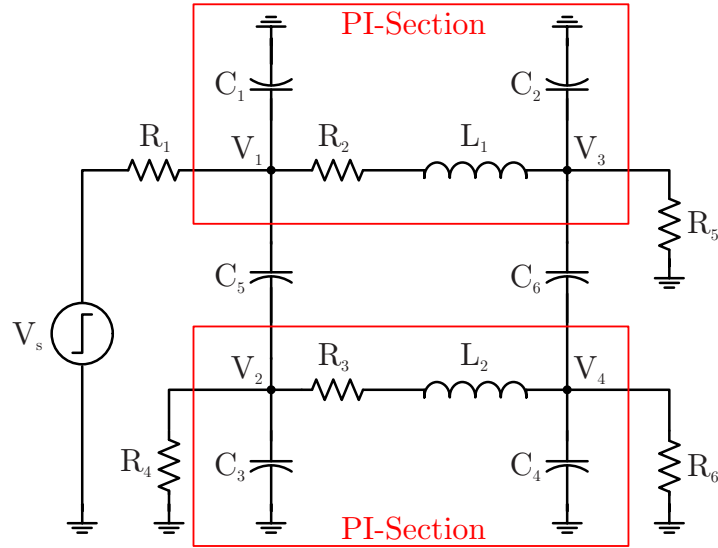 PI-Section
C₁
C₂
R₁
V₁
R₂
L₁
V₃
R₅
C₅
C₆
Vₛ
V₂
R₃
L₂
V₄
R₄
C₃
C₄
R₆
PI-Section